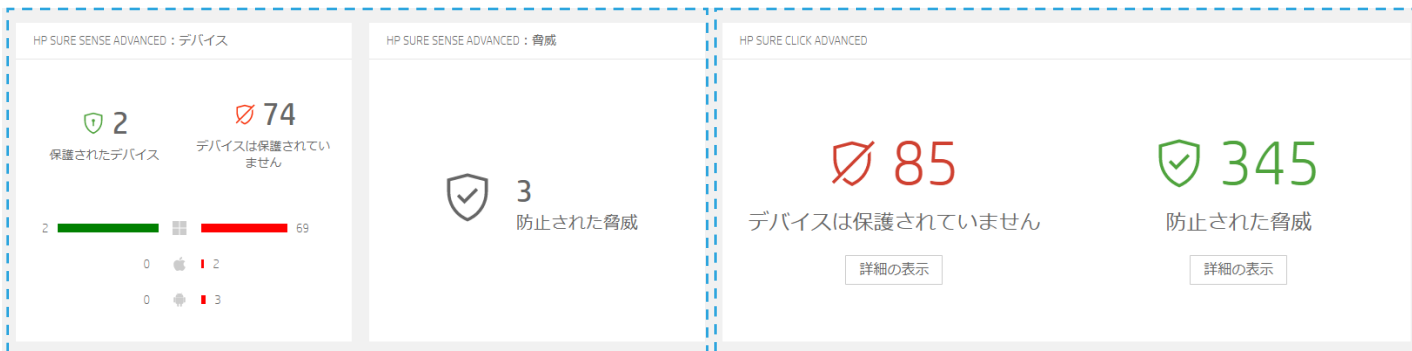 HP SURE SENSE ADVANCED：デバイス
2
保護されたデバイス
74
デバイスは保護されてい
ません
2
69
0
2
0
3
HP SURE SENSE ADVANCED：脅威
3
防止された脅威
HP SURE CLICK ADVANCED
85
デバイスは保護されていません
詳細の表示
345
防止された脅威
詳細の表示